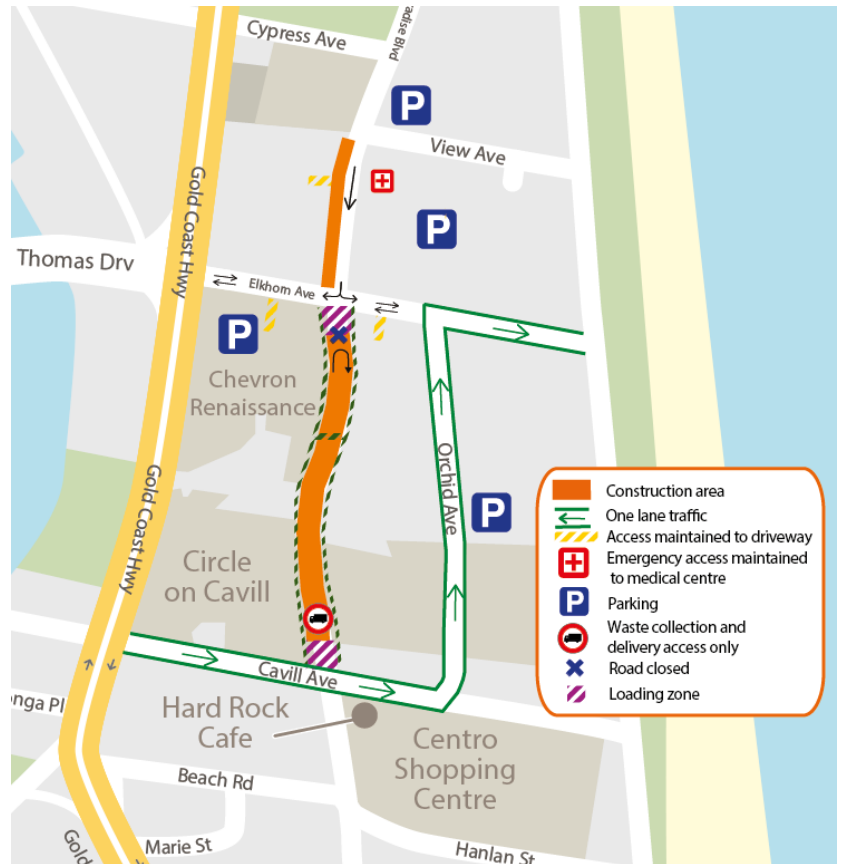 Cypress Ave
adise Blvd
P
View Ave
P
Gold Coast Hwy
Thomas Drv
Elkhorn Ave
P
Chevron
Renaissance
Orchid Ave
P
Gold Coast Hwy
Circle
on Cavill
Cavill Ave
onga Pl
Hard Rock
Cafe
Centro
Shopping
Centre
Beach Rd
Marie St
Gold
Hanlan St
Construction area
One lane traffic
Access maintained to driveway
Emergency access maintained
to medical centre
P
Parking
Waste collection and
delivery access only
Road closed
Loading zone